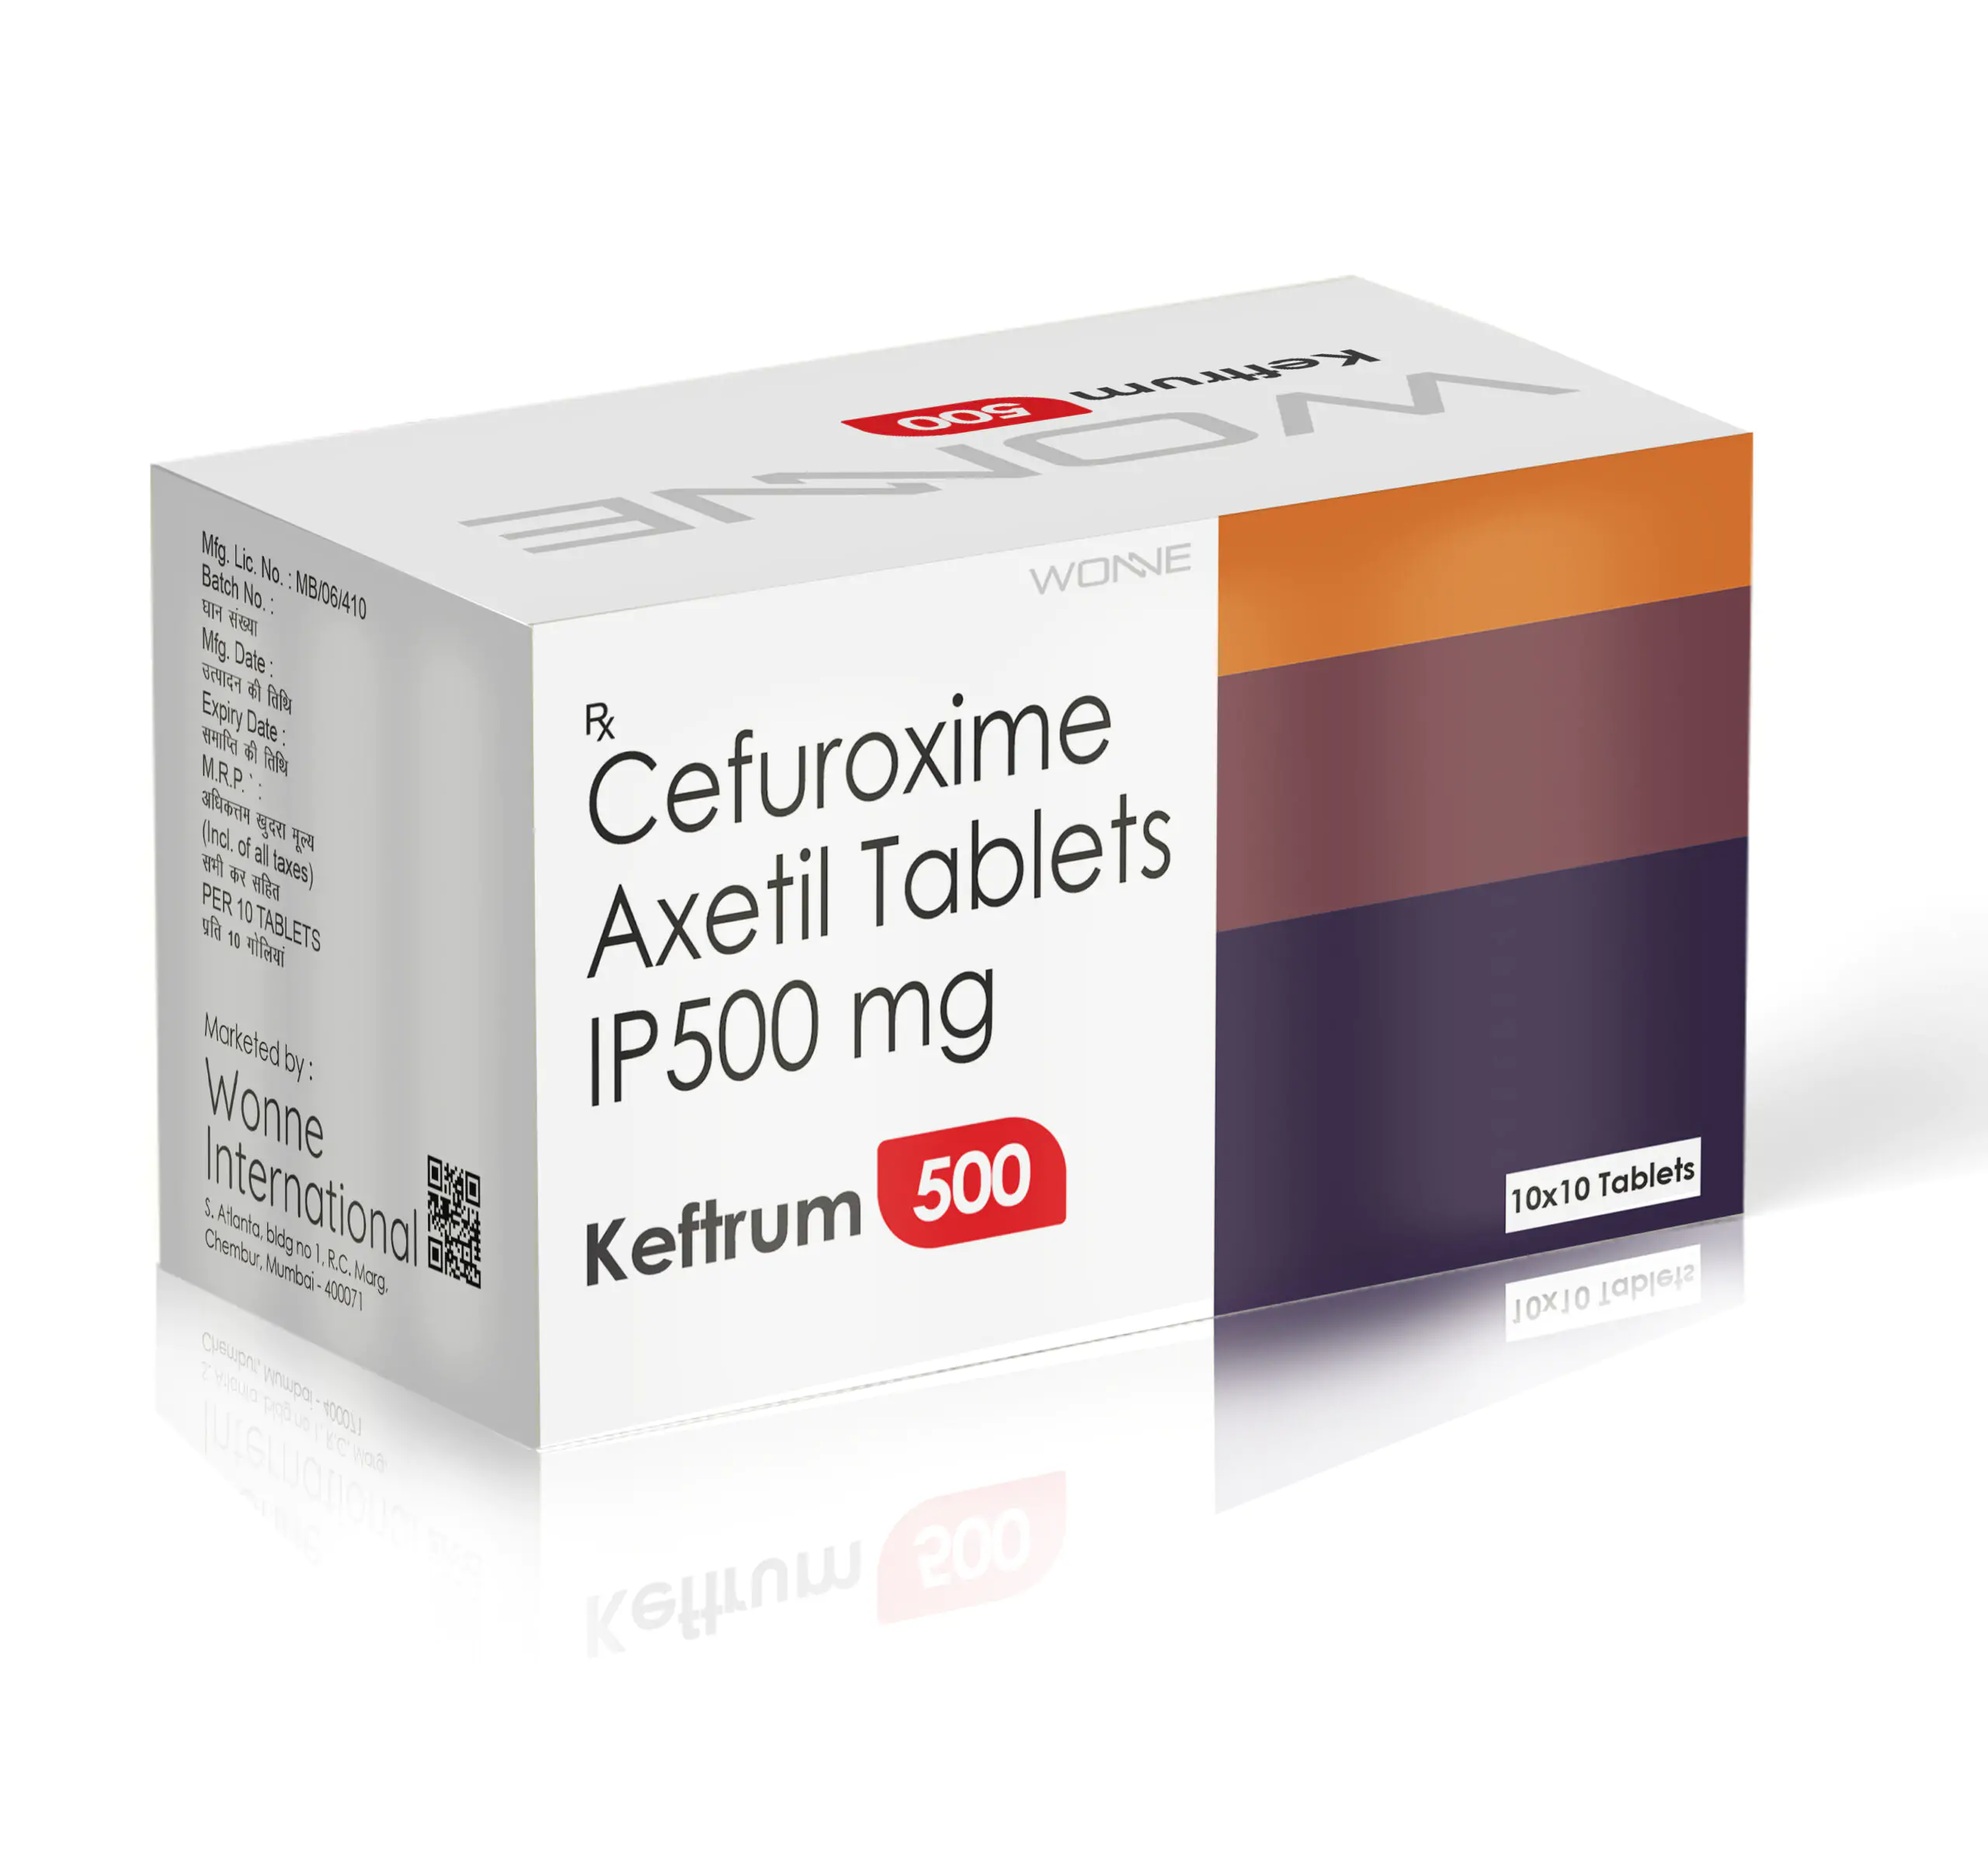 Keftrum 500
WONNE
WONNE
Rx
Cefuroxime
Axetil Tablets
IP 500 mg
Keftrum 500
10x10 Tablets
Mfg. Lic. No. : MB/06/410
Batch No. :
घान संख्या
Mfg. Date :
उत्पादन की तिथि
Expiry Date :
समाप्ति की तिथि
M.R.P. ` :
अधिकत्तम खुदरा मूल्य
(Incl. of all taxes)
सभी कर सहित
PER 10 TABLETS
प्रति 10 गोलियां
Marketed by :
Wonne
International
S. Atlanta, bldg no 1, R.C. Marg,
Chembur, Mumbai - 400071